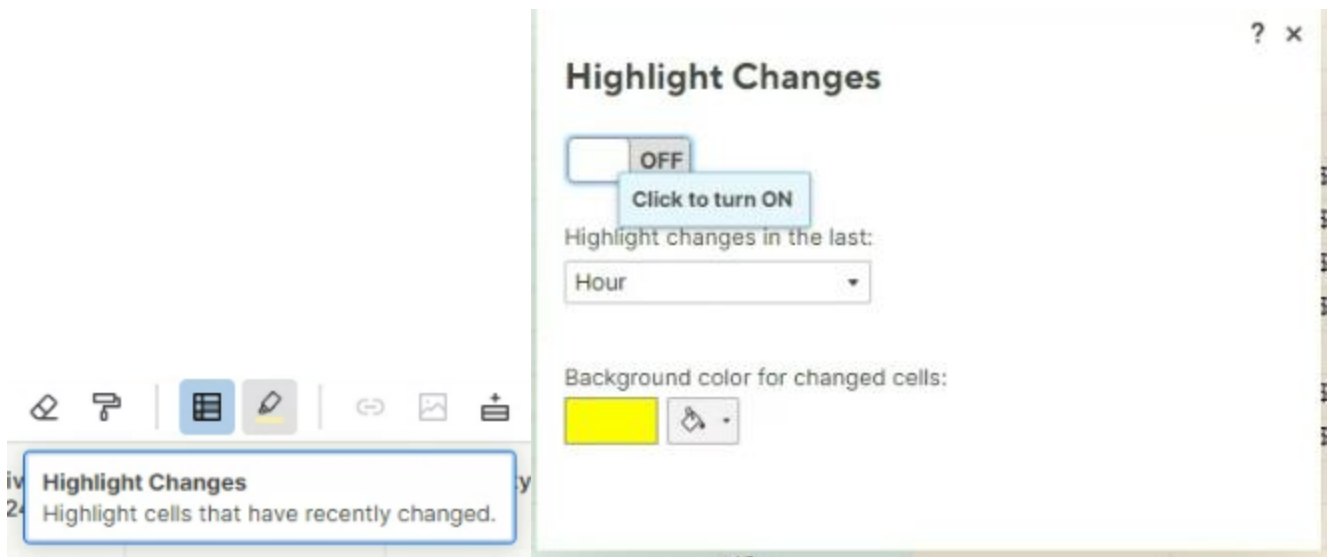 ? ×
Highlight Changes
OFF
Click to turn ON
Highlight changes in the last:
Hour
Background color for changed cells:
Highlight Changes
Highlight cells that have recently changed.